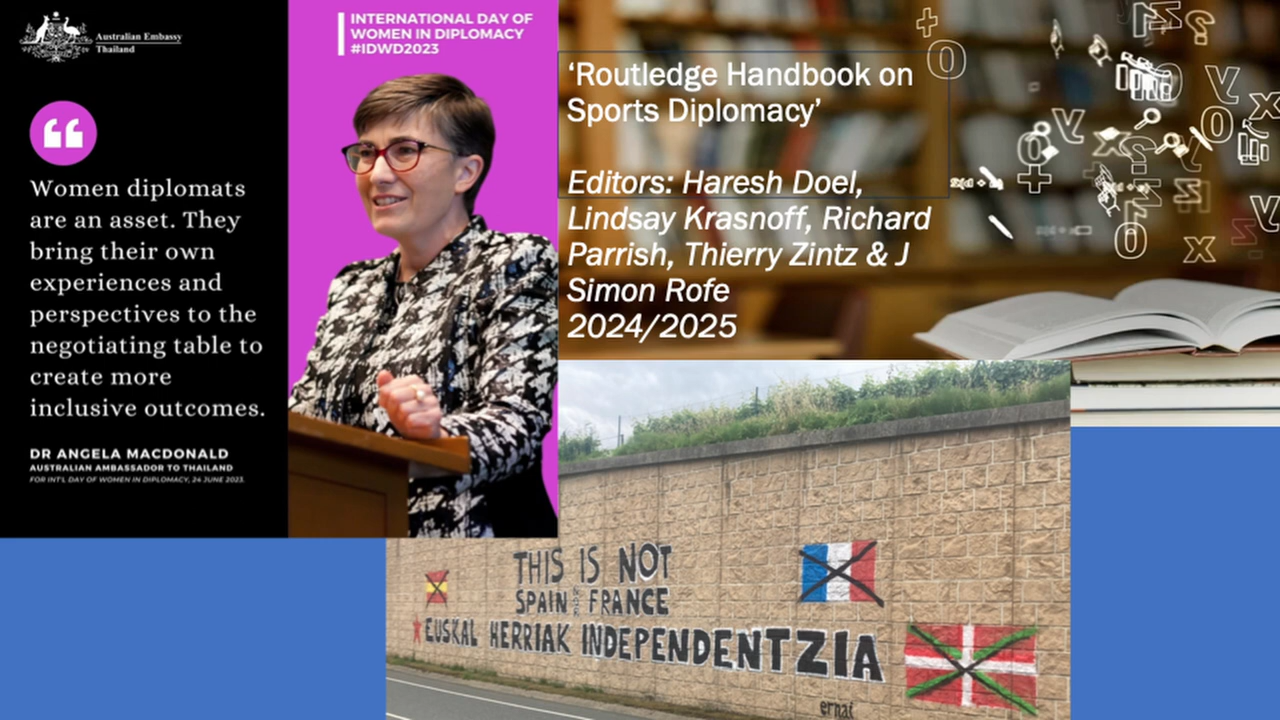 Australian Embassy
Thailand
INTERNATIONAL DAY OF
WOMEN IN DIPLOMACY
#IDWD2023
Women diplomats
are an asset. They
bring their own
experiences and
perspectives to the
negotiating table to
create more
inclusive outcomes.
DR ANGELA MACDONALD
AUSTRALIAN AMBASSADOR TO THAILAND
FOR INT'L DAY OF WOMEN IN DIPLOMACY, 24 JUNE 2023.
‘Routledge Handbook on
Sports Diplomacy’
Editors: Haresh Doel,
Lindsay Krasnoff, Richard
Parrish, Thierry Zintz & J
Simon Rofe
2024/2025
THIS IS NOT
SPAIN FRANCE
EUSKAL HERRIAK INDEPENDENTZIA
ernai